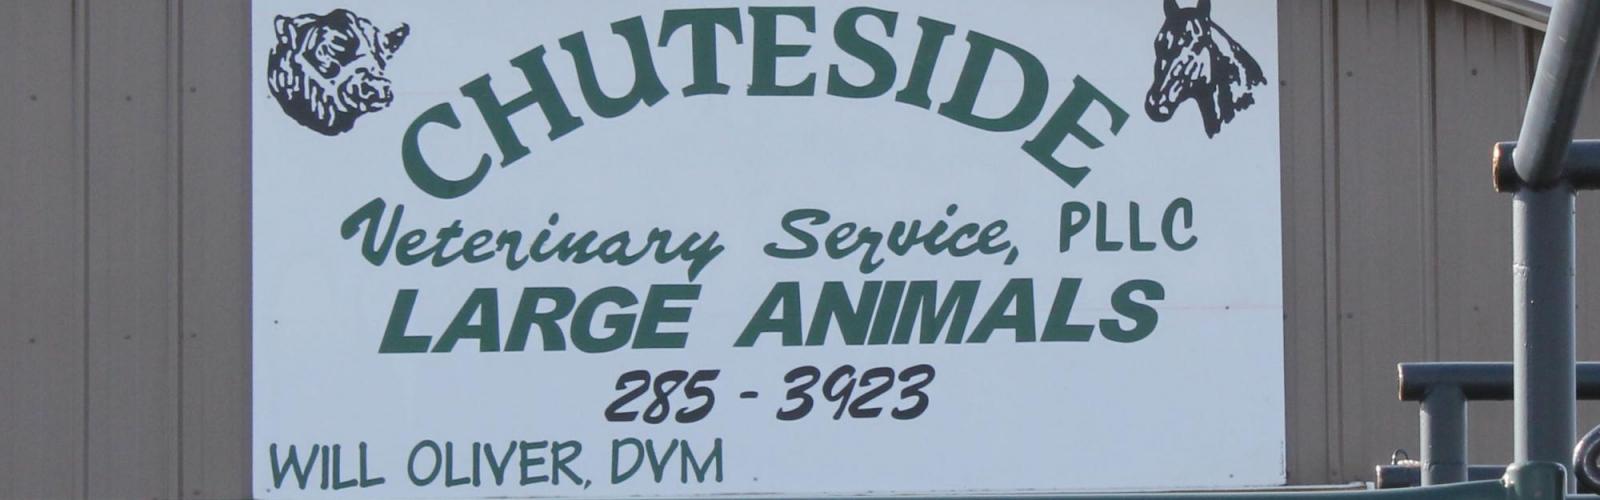 CHUTESIDE
Veterinary Service, PLLC
LARGE ANIMALS
285 - 3923
WILL OLIVER, DVM